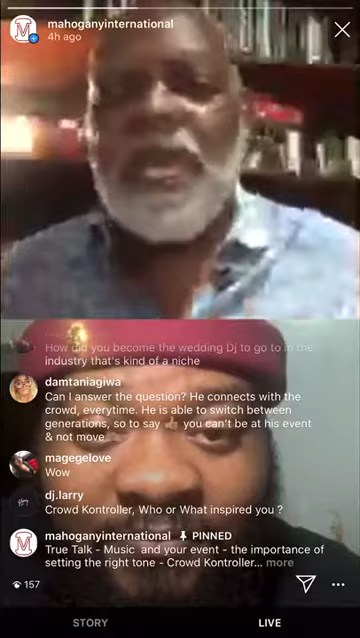 mahoganyinternational
4h ago
How did you become the wedding Dj to go to in the
industry that's kind of a niche
damtaniagiwa
Can I answer the question? He connects with the
crowd, everytime. He is able to switch between
generations, so to say 👍🏾 you can't be at his event
& not move
magegelove
Wow
dj.larry
Crowd Kontroller, Who or What inspired you ?
mahoganyinternational PINNED
True Talk - Music and your event - the importance of
setting the right tone - Crowd Kontroller... more
157
STORY LIVE